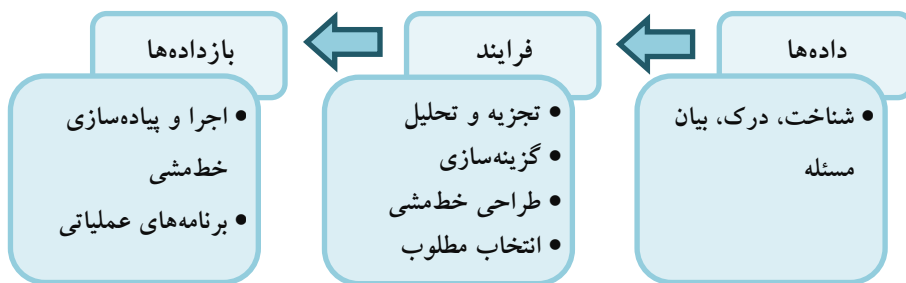 داده‌ها
• شناخت، درک، بیان
مسئله
فرایند
• تجزیه و تحلیل
• گزینه‌سازی
• طراحی خط‌مشی
• انتخاب مطلوب
بازداده‌ها
• اجرا و پیاده‌سازی
خط‌مشی
• برنامه‌های عملیاتی